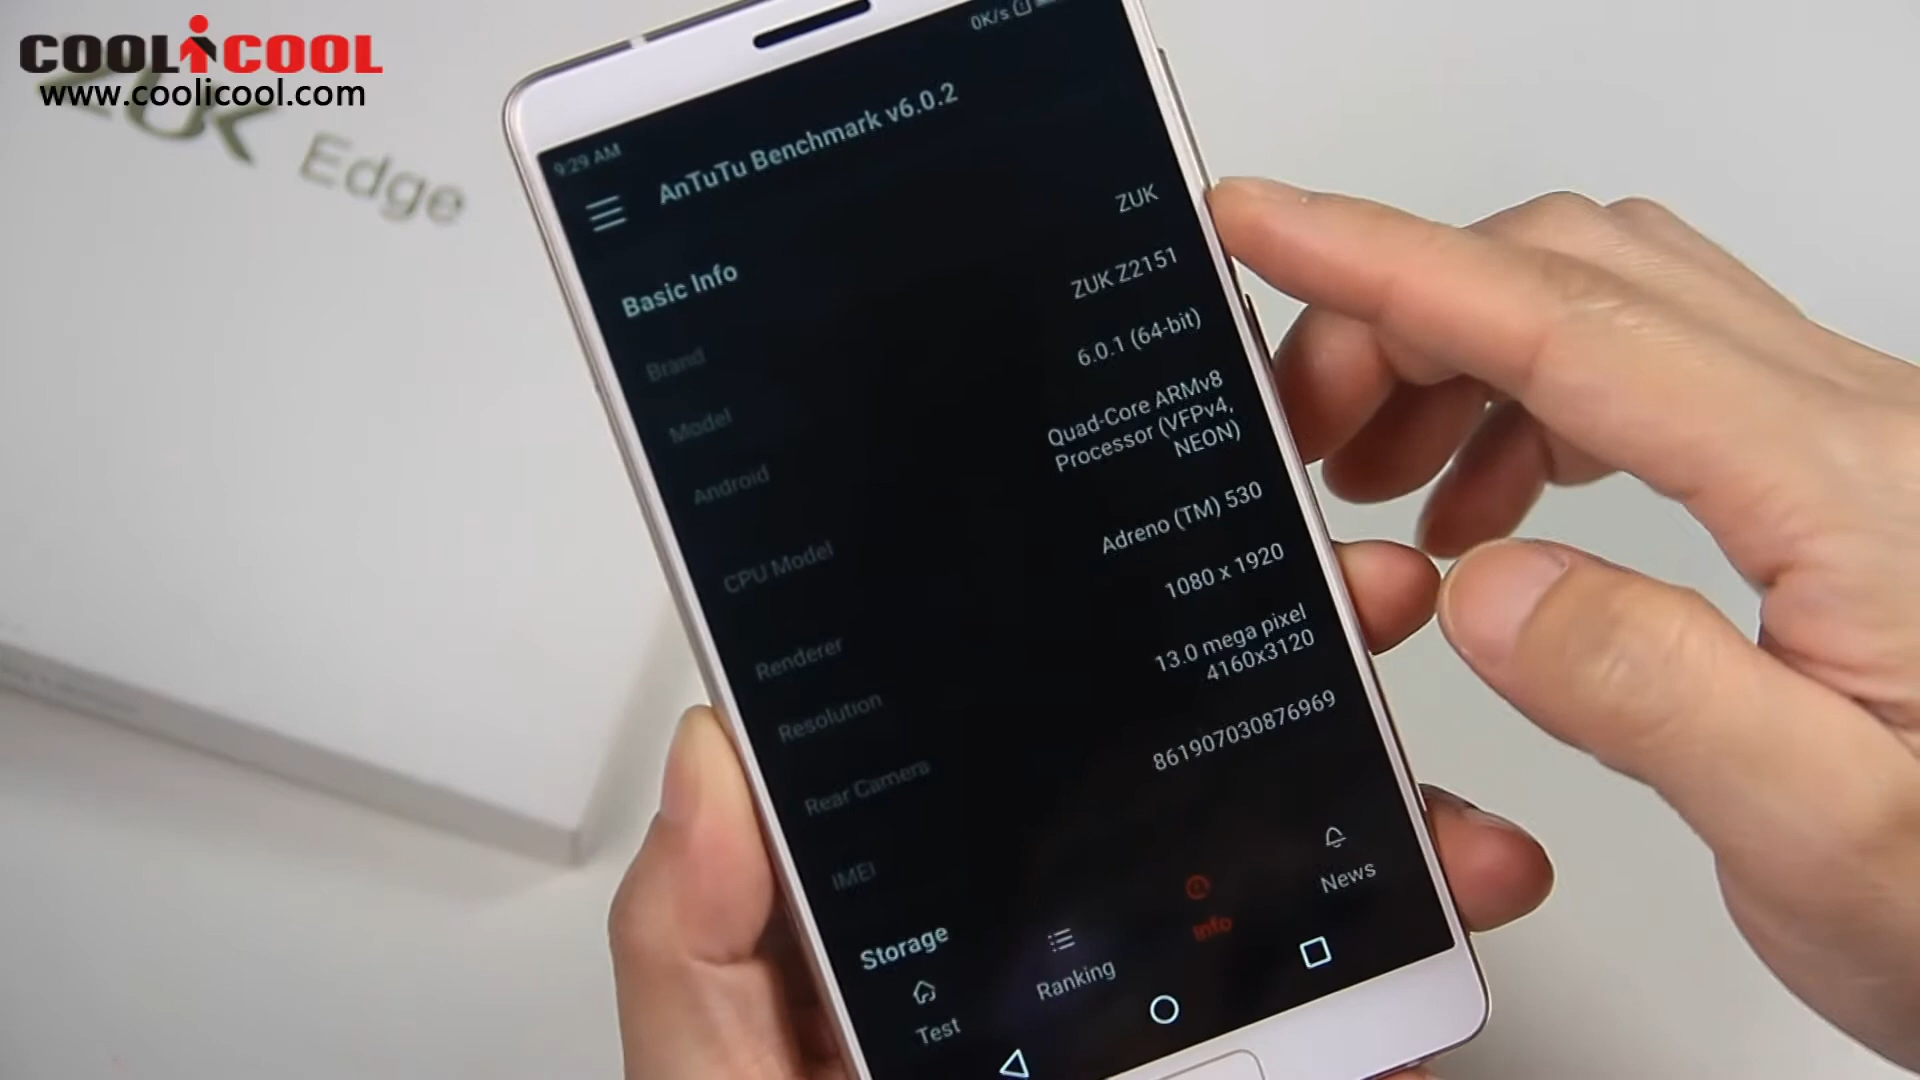 COOLiCOOL
www.coolicool.com
ZUK Edge
0K/s
9:29 AM
AnTuTu Benchmark v6.0.2
Basic Info
Brand ZUK
Model ZUK Z2151
Android 6.0.1 (64-bit)
CPU Model Quad-Core ARMv8
Processor (VFPv4,
NEON)
Renderer Adreno (TM) 530
Resolution 1080 x 1920
Rear Camera 13.0 mega pixel
4160x3120
IMEI 861907030876969
Storage
Test Ranking Info News